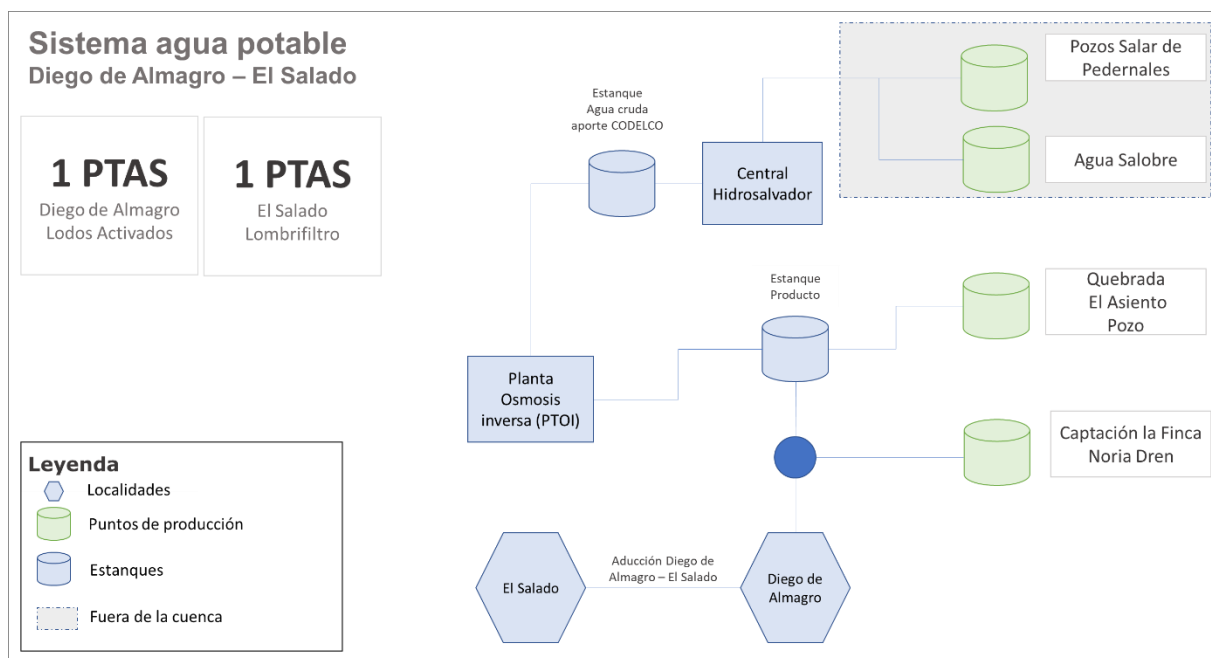 Sistema agua potable
Diego de Almagro – El Salado
1 PTAS
Diego de Almagro
Lodos Activados
1 PTAS
El Salado
Lombrifiltro
Estanque
Agua cruda
aporte CODELCO
Central
Hidrosalvador
Pozos Salar de
Pedernales
Agua Salobre
Estanque
Producto
Quebrada
El Asiento
Pozo
Planta
Osmosis
inversa (PTOI)
Captación la Finca
Noria Dren
El Salado
Aducción Diego de
Almagro – El Salado
Diego de
Almagro
Leyenda
Localidades
Puntos de producción
Estanques
Fuera de la cuenca